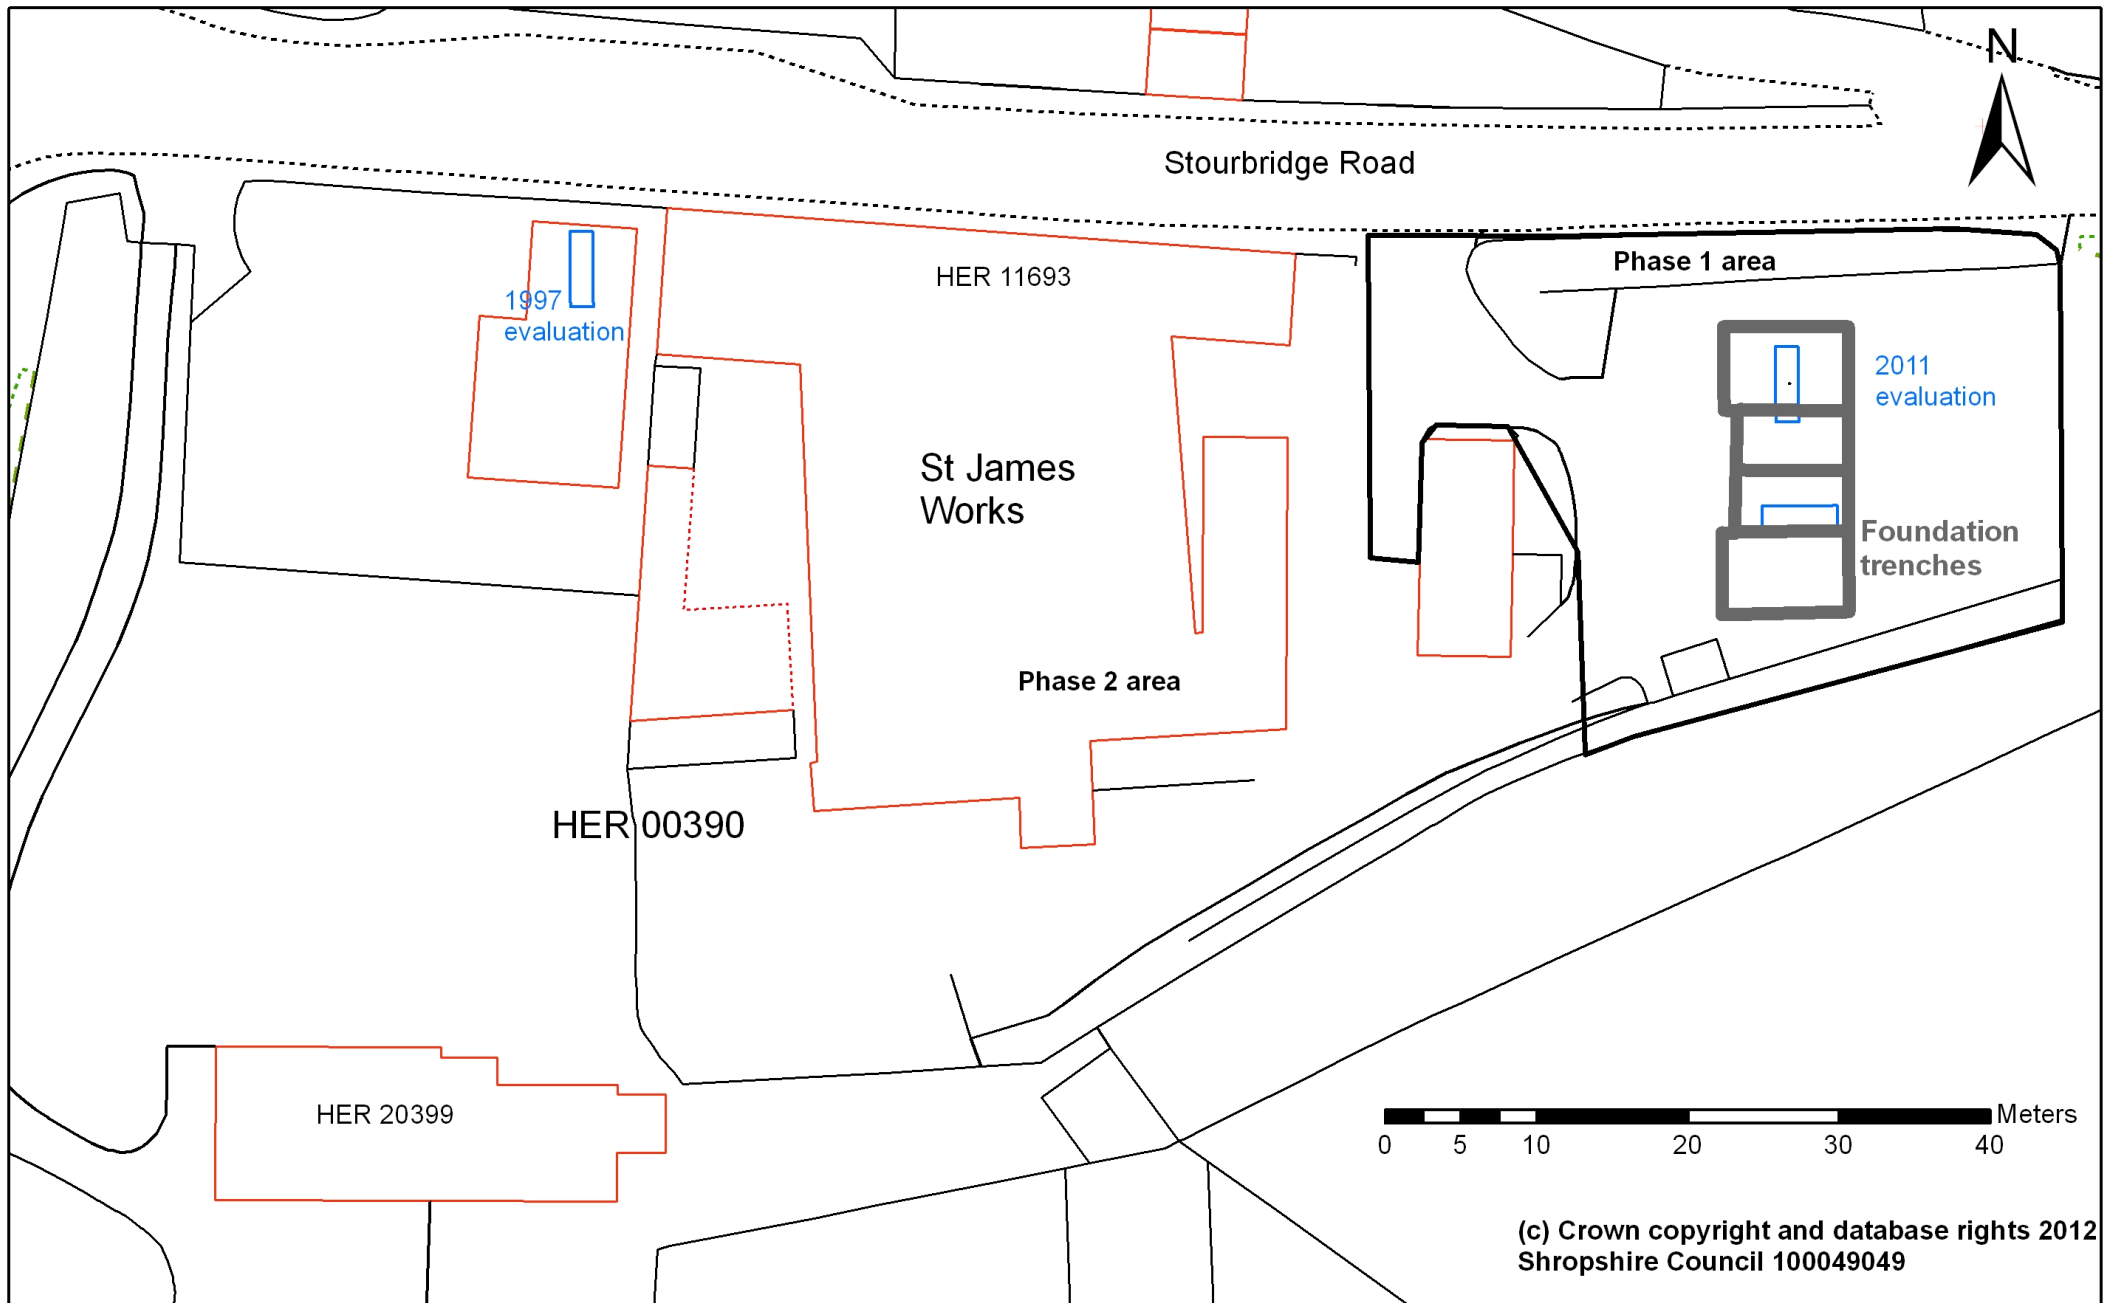 N
Stourbridge Road
HER 11693
Phase 1 area
1997
evaluation
2011
evaluation
St James
Works
Foundation
trenches
Phase 2 area
HER 00390
HER 20399
Meters
0 5 10 20 30 40
(c) Crown copyright and database rights 2012
Shropshire Council 100049049